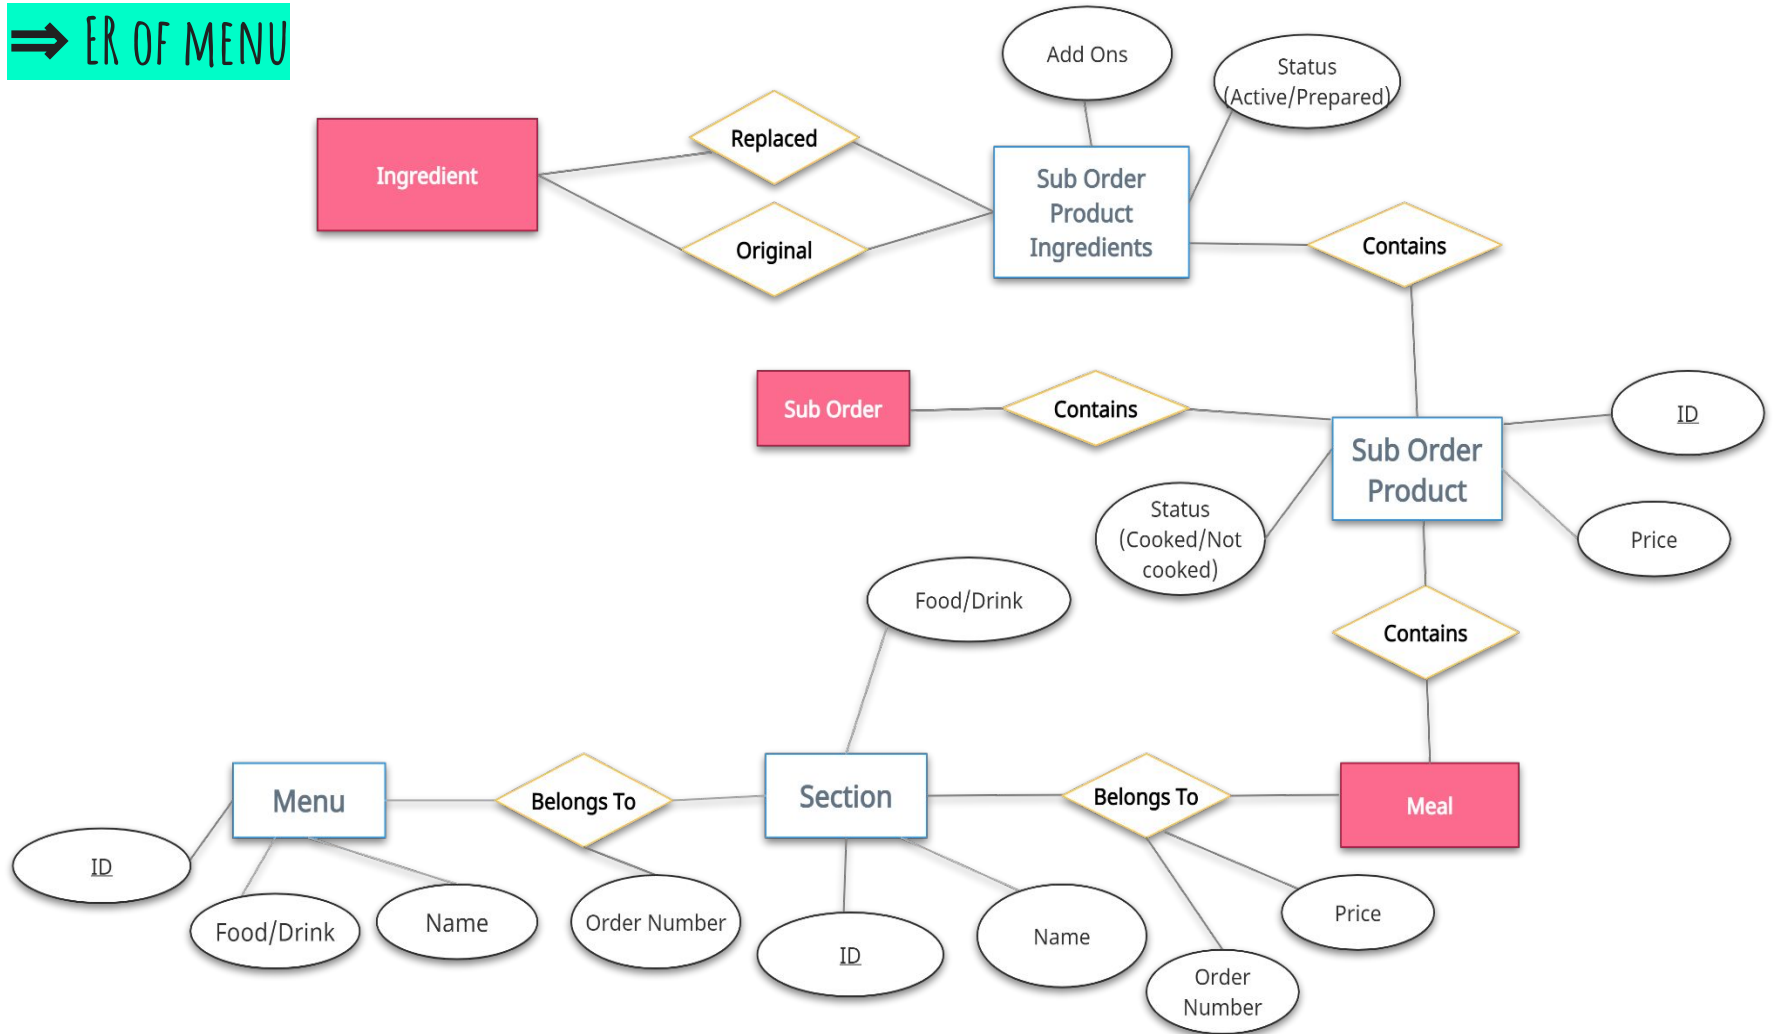 ⇒ ER OF MENU
Add Ons
Status
(Active/Prepared)
Replaced
Ingredient
Sub Order
Product
Ingredients
Original
Contains
Sub Order
Contains
ID
Sub Order
Product
Status
(Cooked/Not
cooked)
Price
Food/Drink
Contains
Menu
Belongs To
Section
Belongs To
Meal
ID
Food/Drink
Name
Order Number
ID
Name
Price
Order
Number